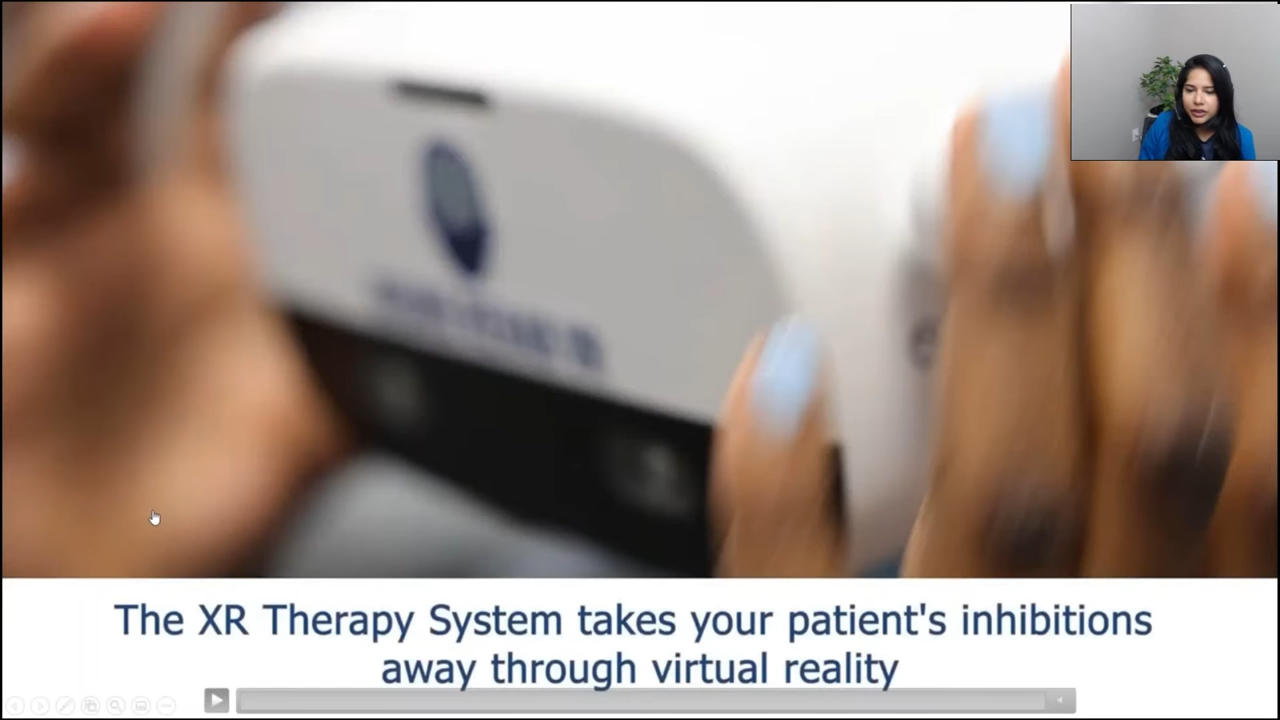 The XR Therapy System takes your patient's inhibitions
away through virtual reality